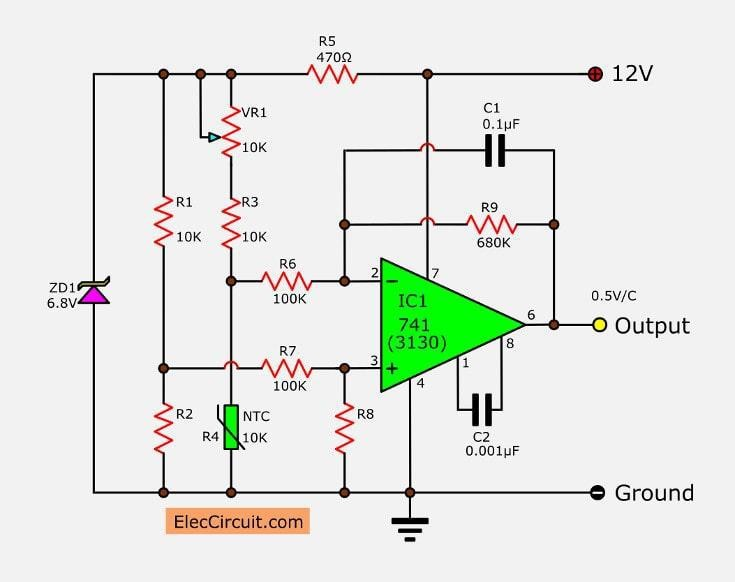 R5
470Ω
12V
C1
0.1µF
VR1
10K
R1
10K
R3
10K
R9
680K
R6
100K
2
−
7
ZD1
6.8V
IC1
741
(3130)
0.5V/C
6
Output
R7
100K
3
+
4
1
8
R2
R4
NTC
10K
R8
C2
0.001µF
Ground
ElecCircuit.com